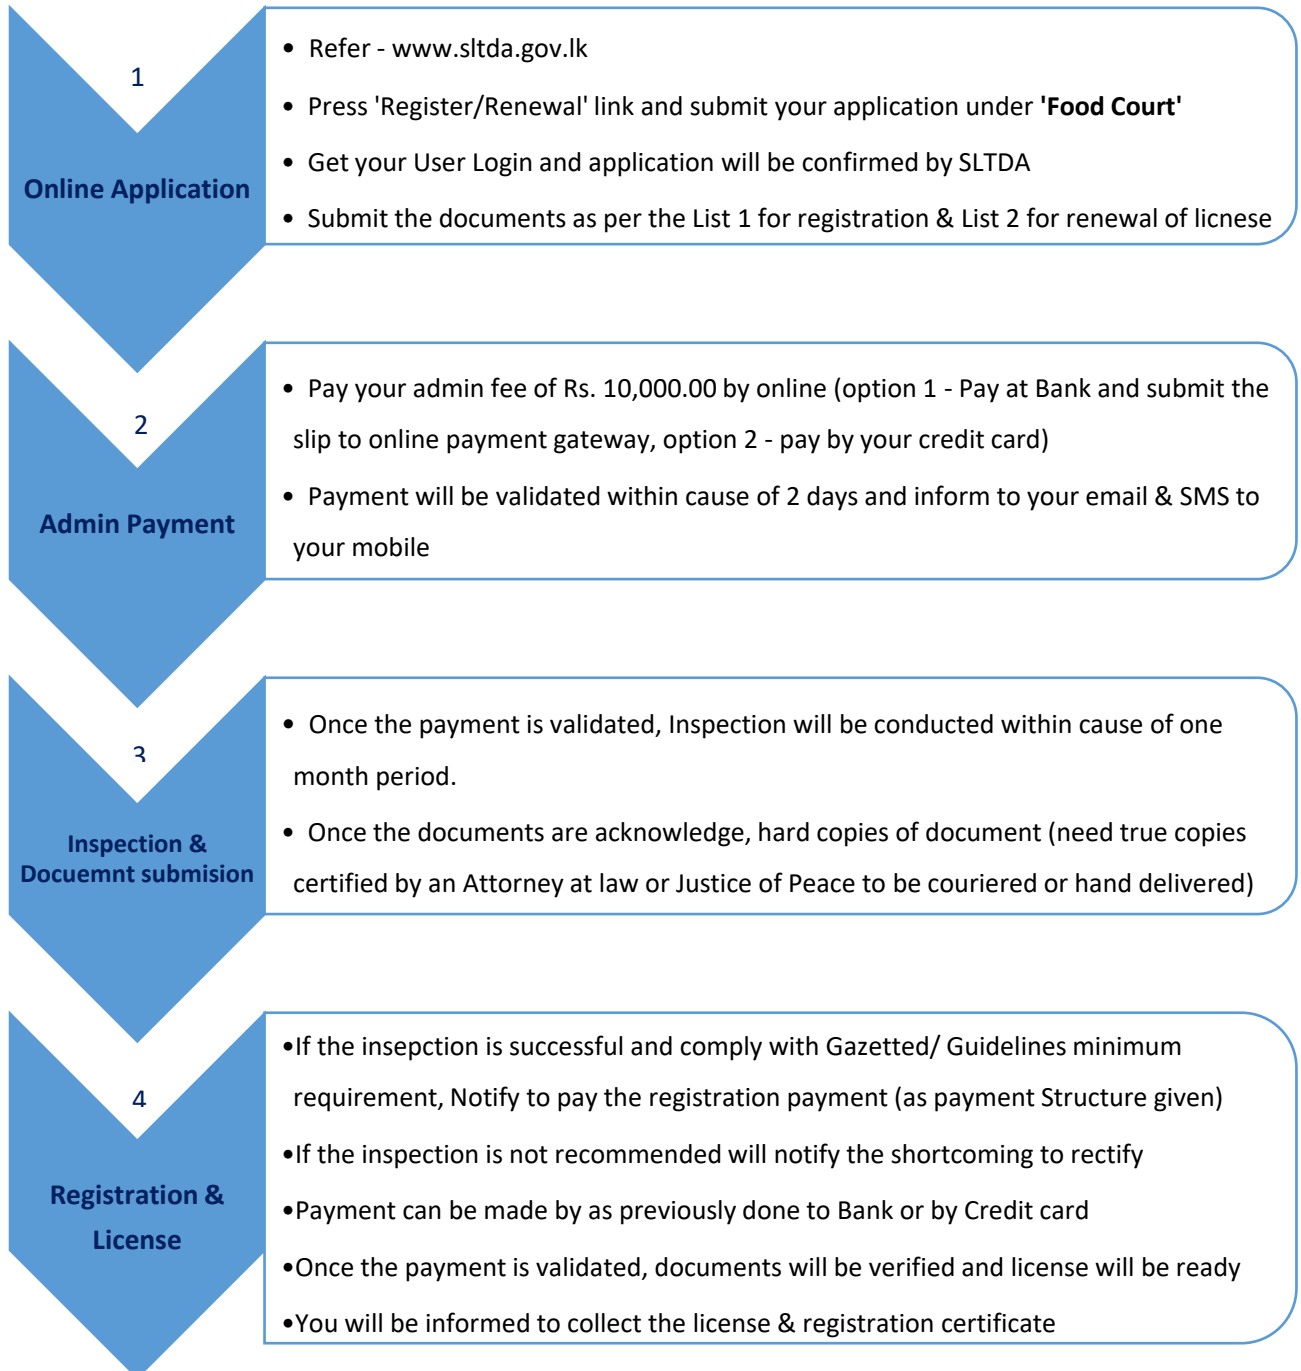 1
Online Application
• Refer - www.sltda.gov.lk
• Press 'Register/Renewal' link and submit your application under 'Food Court'
• Get your User Login and application will be confirmed by SLTDA
• Submit the documents as per the List 1 for registration & List 2 for renewal of licnese
2
Admin Payment
• Pay your admin fee of Rs. 10,000.00 by online (option 1 - Pay at Bank and submit the
slip to online payment gateway, option 2 - pay by your credit card)
• Payment will be validated within cause of 2 days and inform to your email & SMS to
your mobile
3
Inspection &
Docuemnt submision
• Once the payment is validated, Inspection will be conducted within cause of one
month period.
• Once the documents are acknowledge, hard copies of document (need true copies
certified by an Attorney at law or Justice of Peace to be couriered or hand delivered)
4
Registration &
License
•If the insepction is successful and comply with Gazetted/ Guidelines minimum
requirement, Notify to pay the registration payment (as payment Structure given)
•If the inspection is not recommended will notify the shortcoming to rectify
•Payment can be made by as previously done to Bank or by Credit card
•Once the payment is validated, documents will be verified and license will be ready
•You will be informed to collect the license & registration certificate